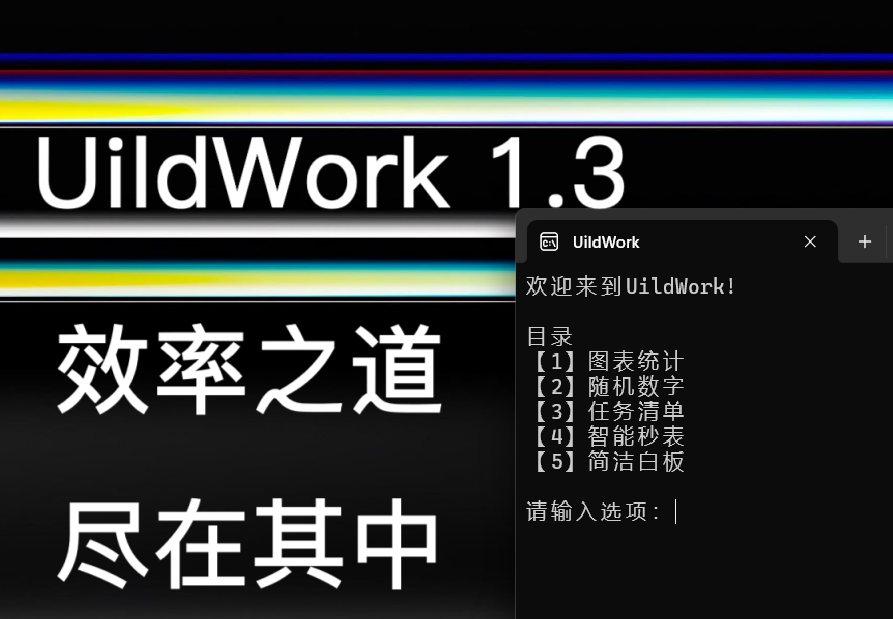 UildWork 1.3
效率之道
尽在其中
UildWork
欢迎来到UildWork!
目录
【1】图表统计
【2】随机数字
【3】任务清单
【4】智能秒表
【5】简洁白板
请输入选项: